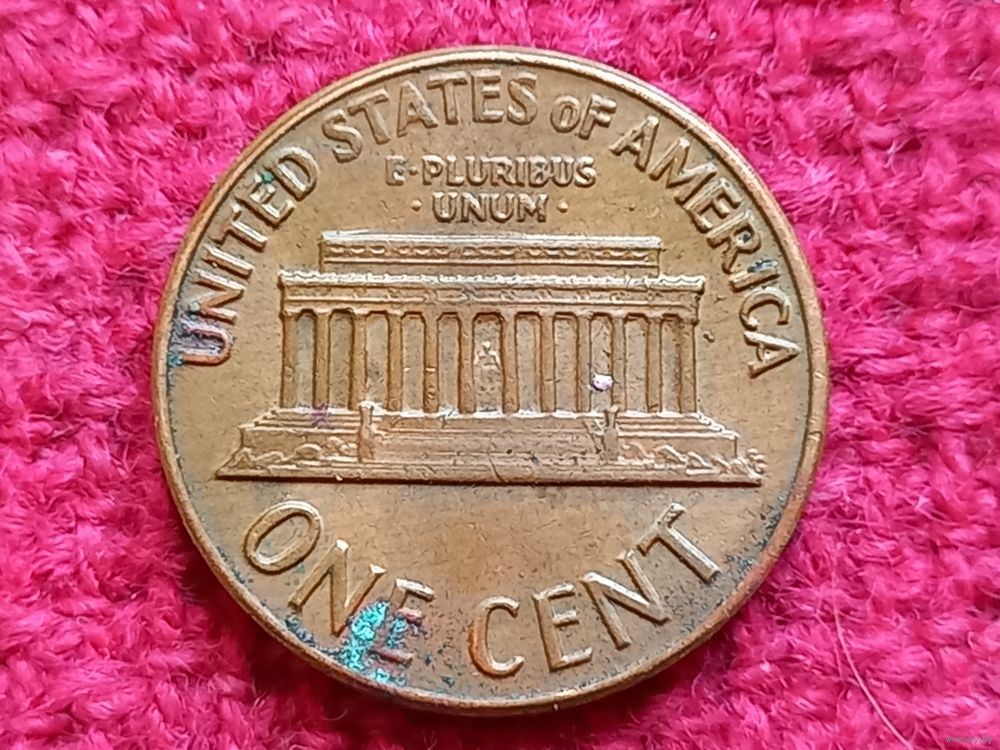 UNITED STATES OF AMERICA
E·PLURIBUS
·UNUM·
ONE CENT